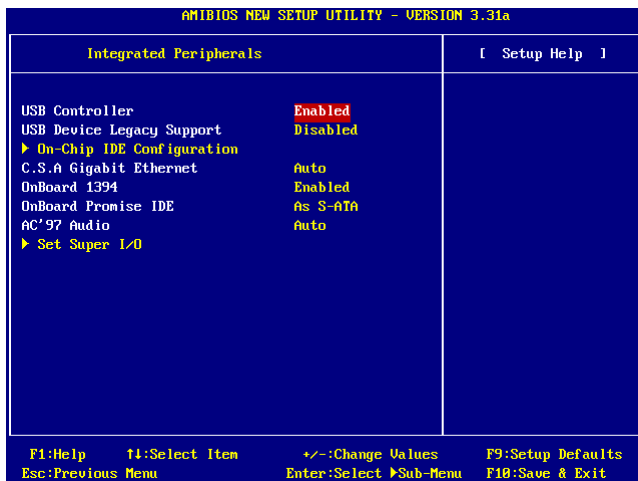 AMIBIOS NEW SETUP UTILITY - VERSION 3.31a
Integrated Peripherals
[ Setup Help ]
USB Controller Enabled
USB Device Legacy Support Disabled
▶ On-Chip IDE Configuration
C.S.A Gigabit Ethernet Auto
OnBoard 1394 Enabled
OnBoard Promise IDE As S-ATA
AC'97 Audio Auto
▶ Set Super I/O
F1:Help ↑↓:Select Item +/-:Change Values F9:Setup Defaults
Esc:Previous Menu Enter:Select ▶Sub-Menu F10:Save & Exit